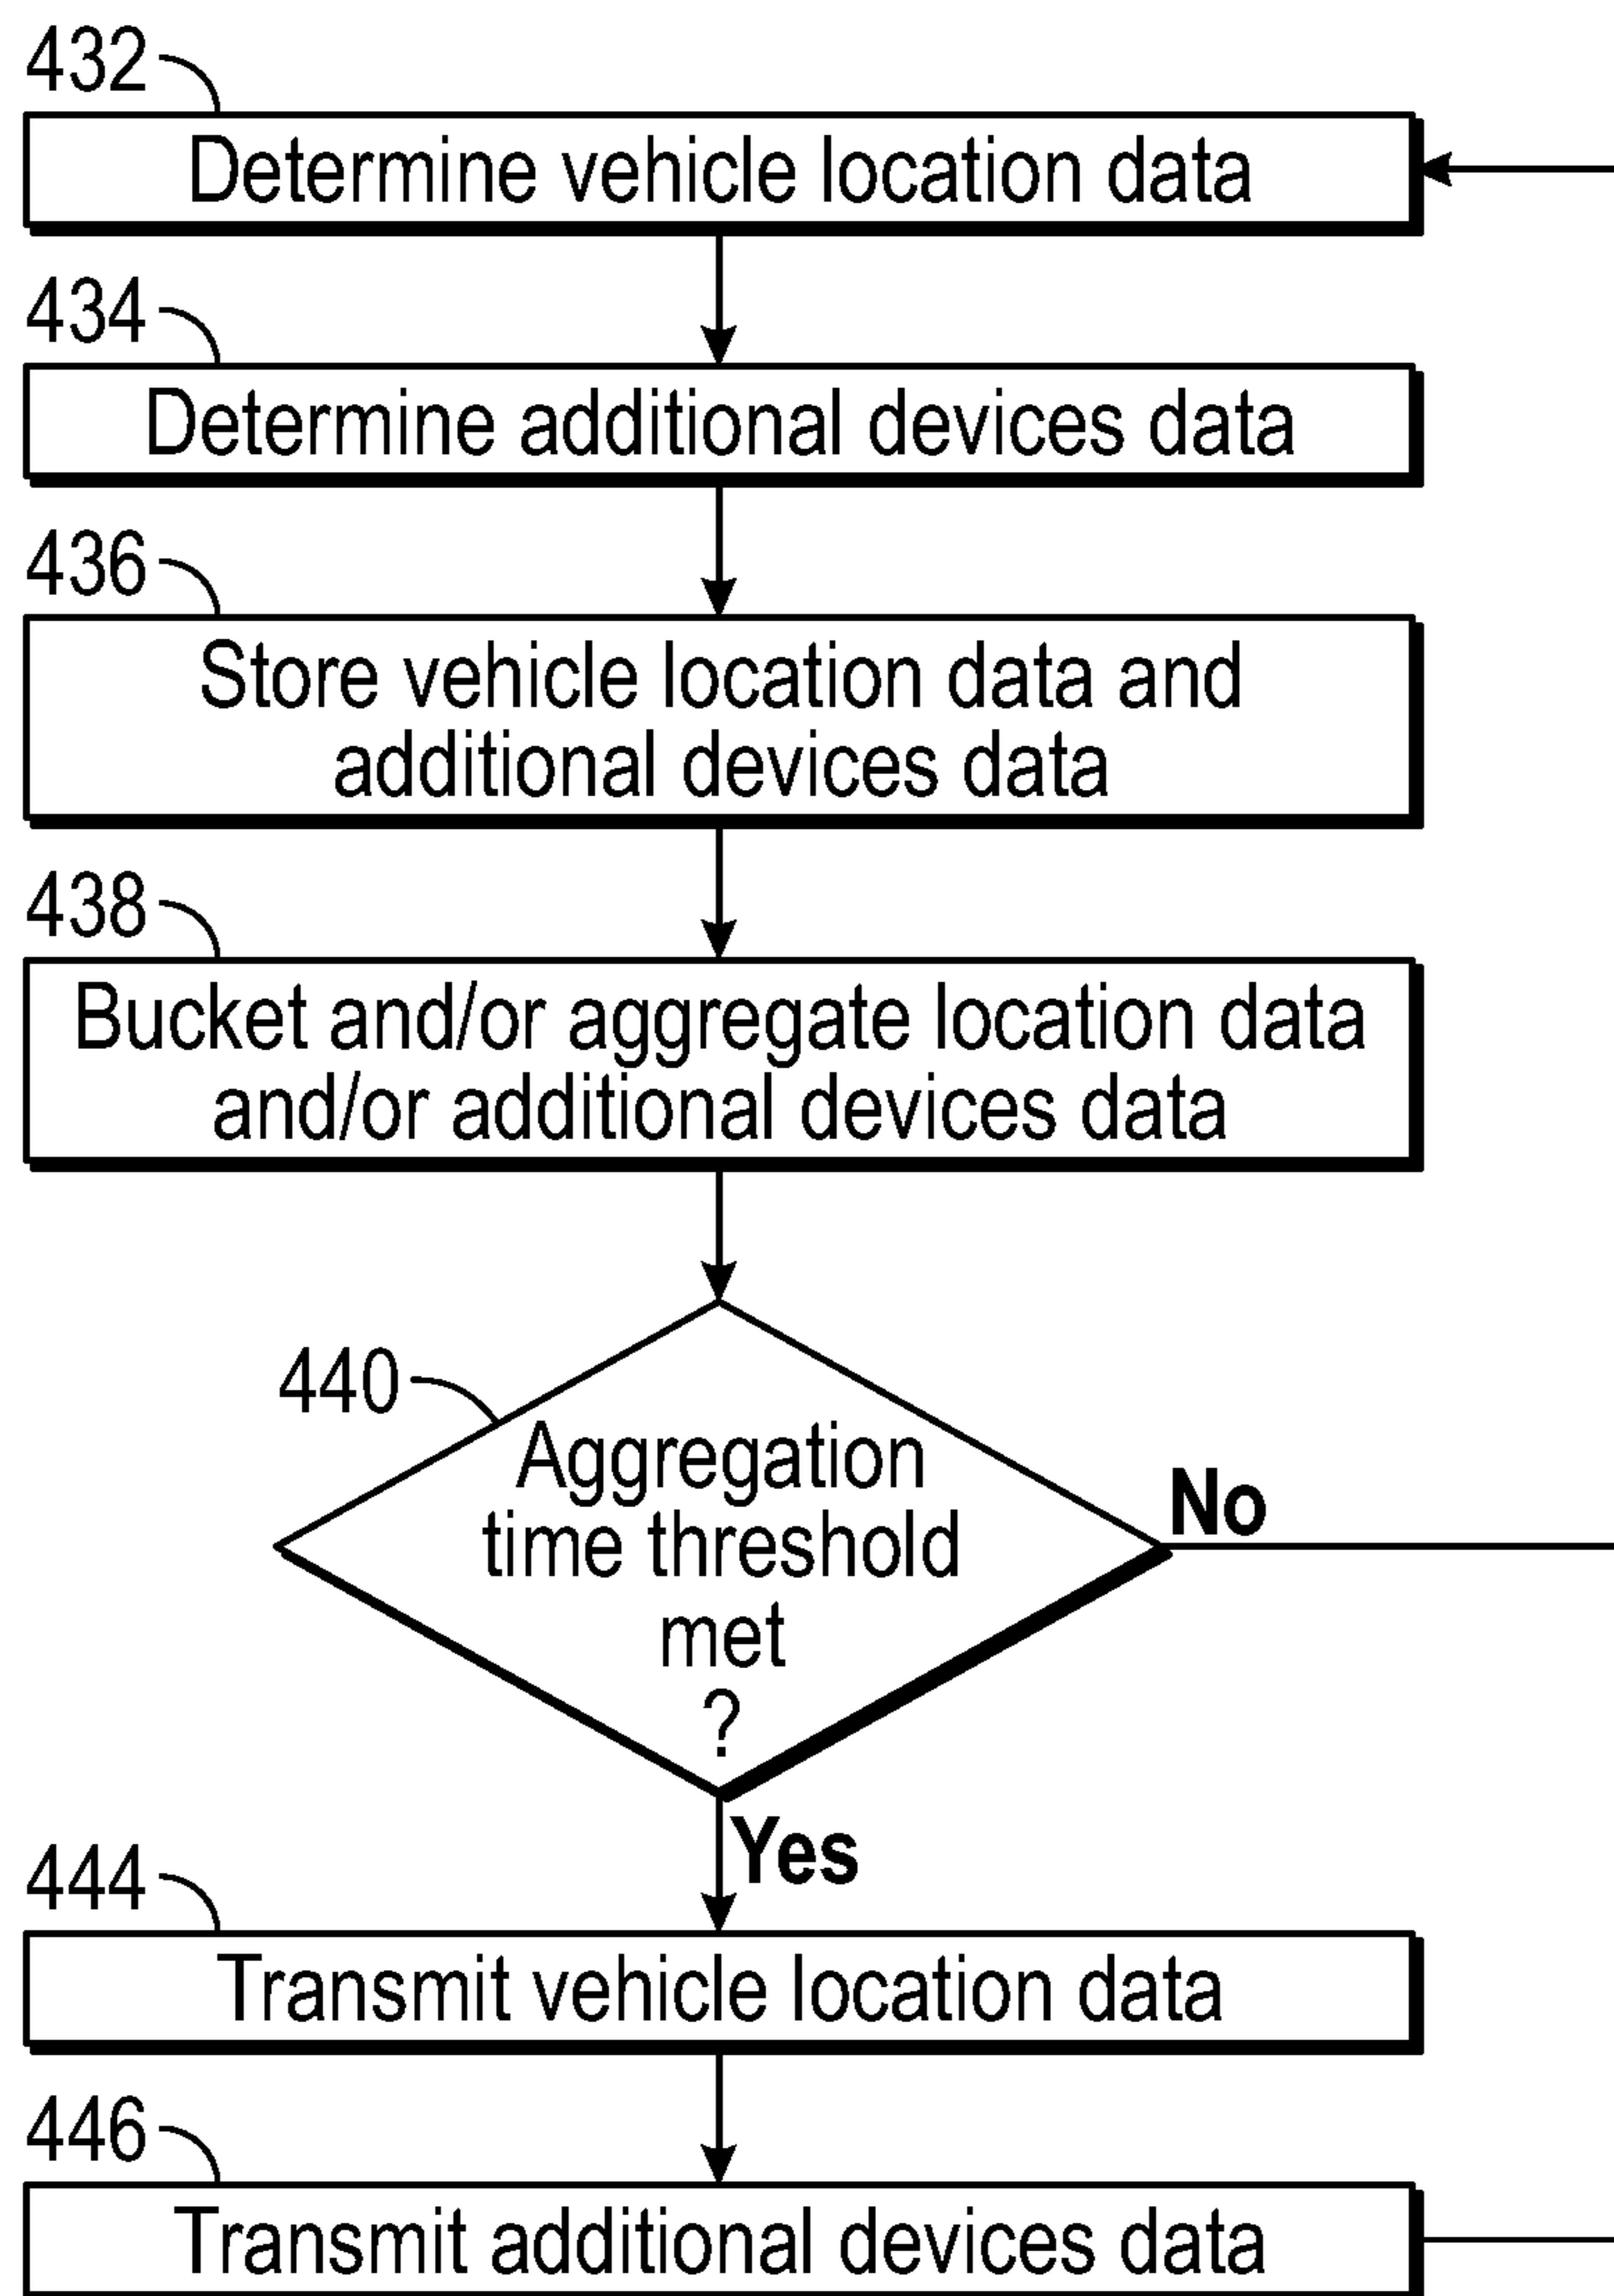 432
Determine vehicle location data
434
Determine additional devices data
436
Store vehicle location data and
additional devices data
438
Bucket and/or aggregate location data
and/or additional devices data
440
Aggregation
time threshold
met
?
No
Yes
444
Transmit vehicle location data
446
Transmit additional devices data